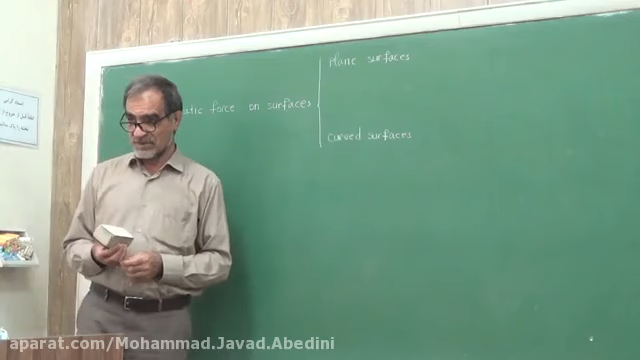 plane surfaces
atic force on surfaces
curved surfaces
aparat.com/Mohammad.Javad.Abedini